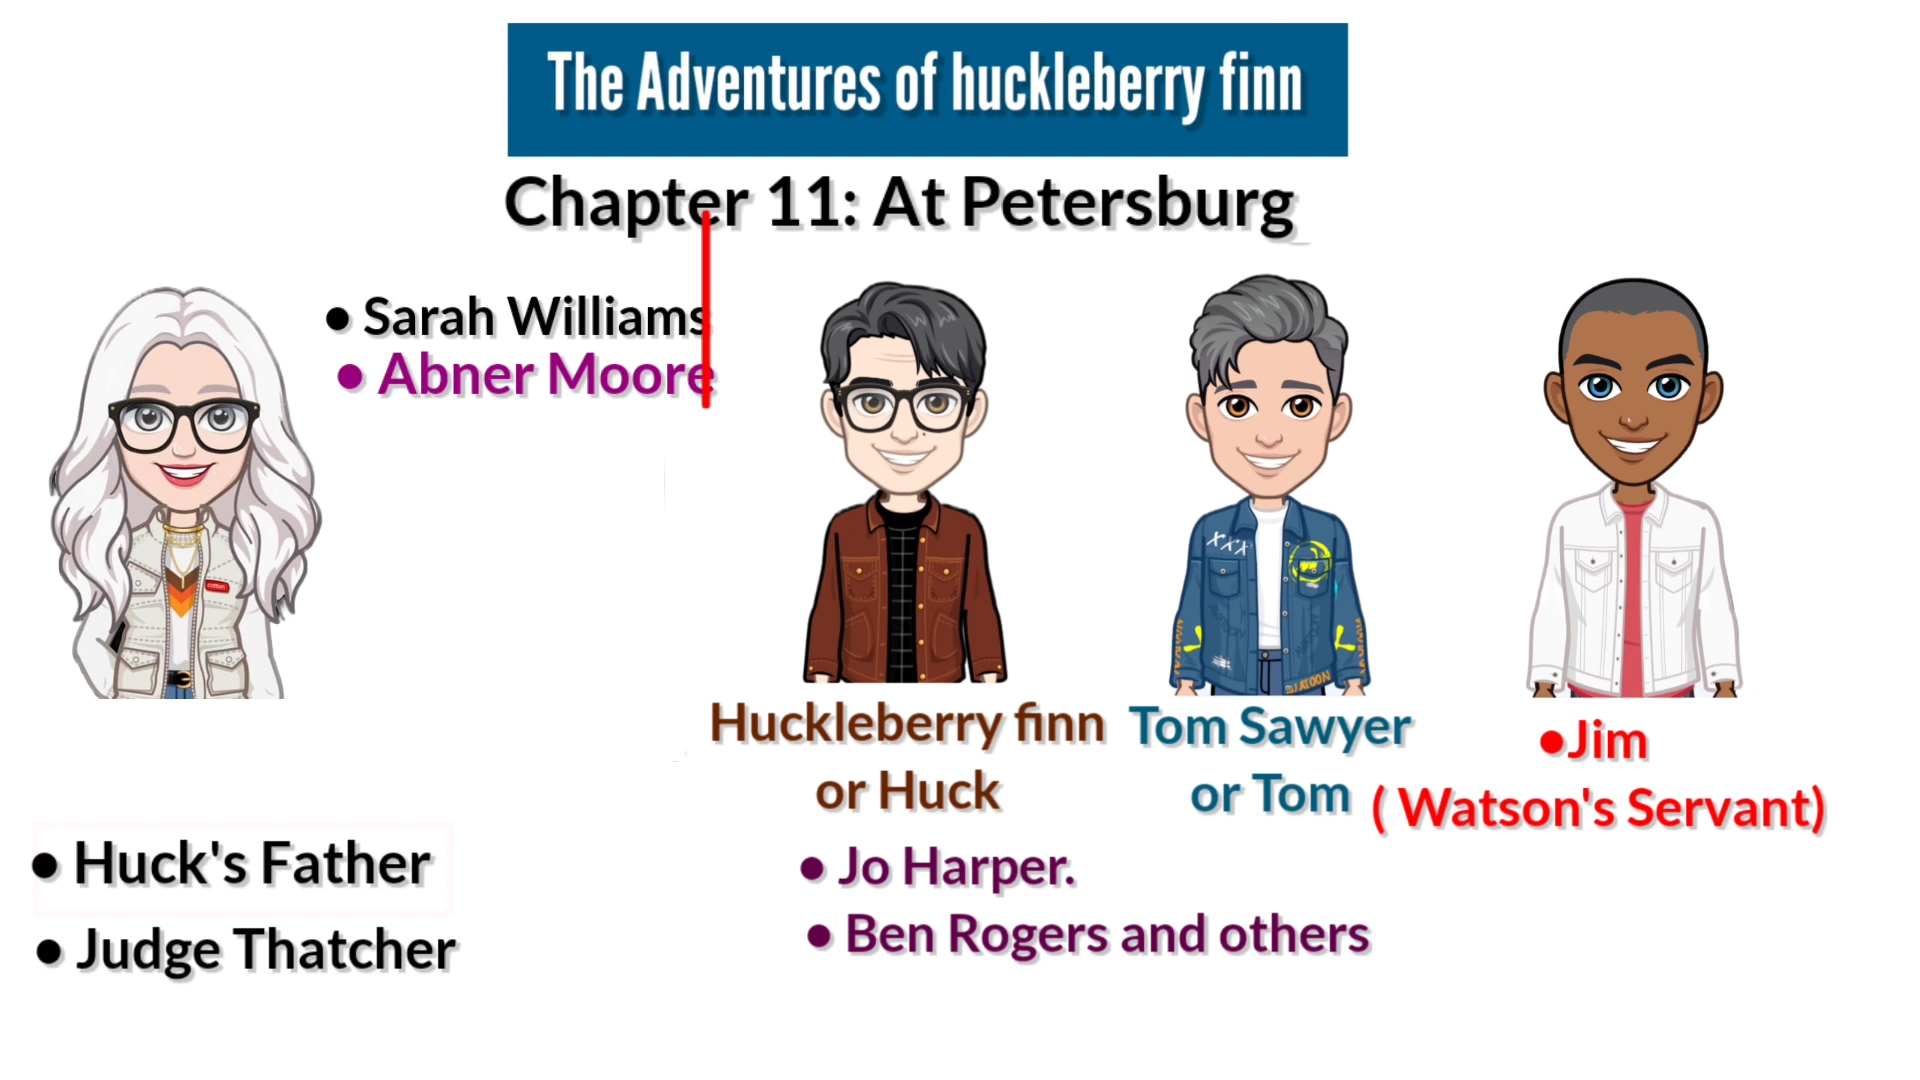 The Adventures of huckleberry finn
Chapter 11: At Petersburg
• Sarah Williams
• Abner Moore
XXX
Huckleberry finn
or Huck
Tom Sawyer
or Tom
•Jim
( Watson's Servant)
• Huck's Father
• Judge Thatcher
• Jo Harper.
• Ben Rogers and others